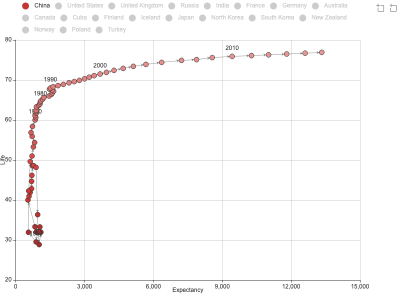 China United States United Kingdom Russia India France Germany Australia
Canada Cuba Finland Iceland Japan North Korea South Korea New Zealand
Norway Poland Turkey
80
2010
70
2000
1990
1980
60
50
40
30
20
0 3,000 6,000 9,000 12,000 15,000
Expectancy